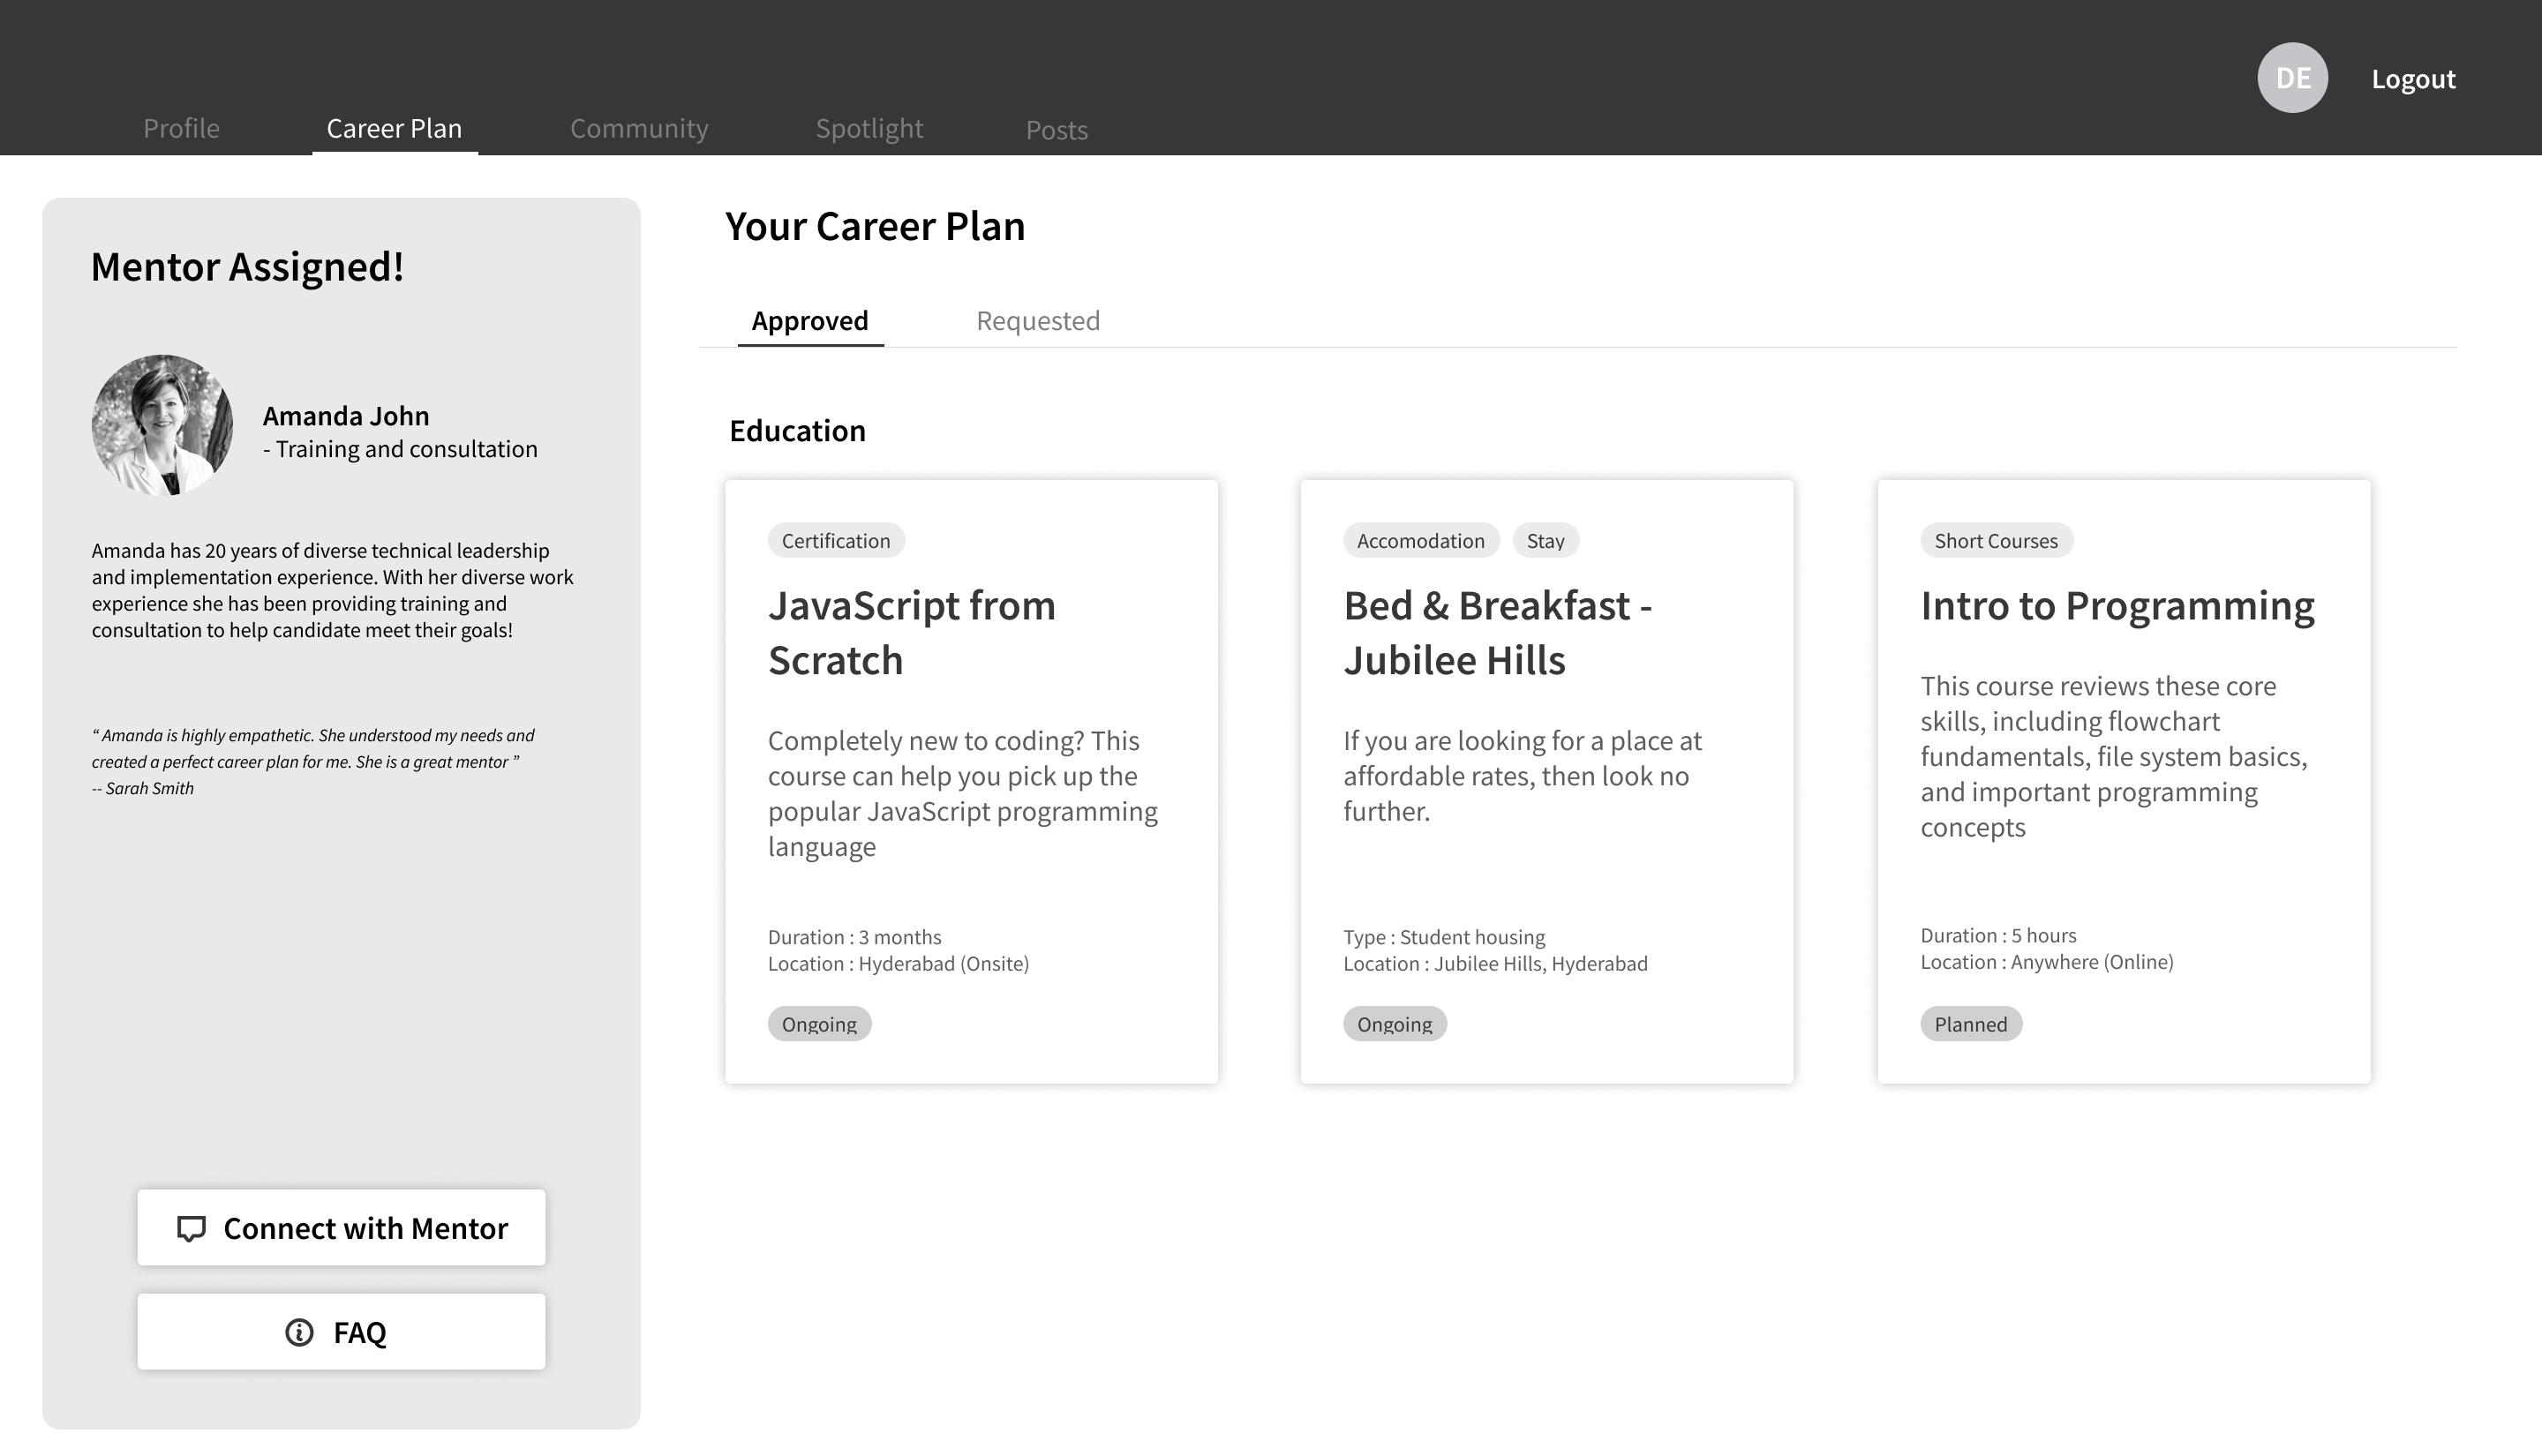 DE
Logout
Profile
Career Plan
Community
Spotlight
Posts
Mentor Assigned!
Amanda John
- Training and consultation
Amanda has 20 years of diverse technical leadership
and implementation experience. With her diverse work
experience she has been providing training and
consultation to help candidate meet their goals!
“ Amanda is highly empathetic. She understood my needs and
created a perfect career plan for me. She is a great mentor ”
-- Sarah Smith
Connect with Mentor
FAQ
Your Career Plan
Approved
Requested
Education
Certification
JavaScript from
Scratch
Completely new to coding? This
course can help you pick up the
popular JavaScript programming
language
Duration : 3 months
Location : Hyderabad (Onsite)
Ongoing
Accomodation
Stay
Bed & Breakfast -
Jubilee Hills
If you are looking for a place at
affordable rates, then look no
further.
Type : Student housing
Location : Jubilee Hills, Hyderabad
Ongoing
Short Courses
Intro to Programming
This course reviews these core
skills, including flowchart
fundamentals, file system basics,
and important programming
concepts
Duration : 5 hours
Location : Anywhere (Online)
Planned